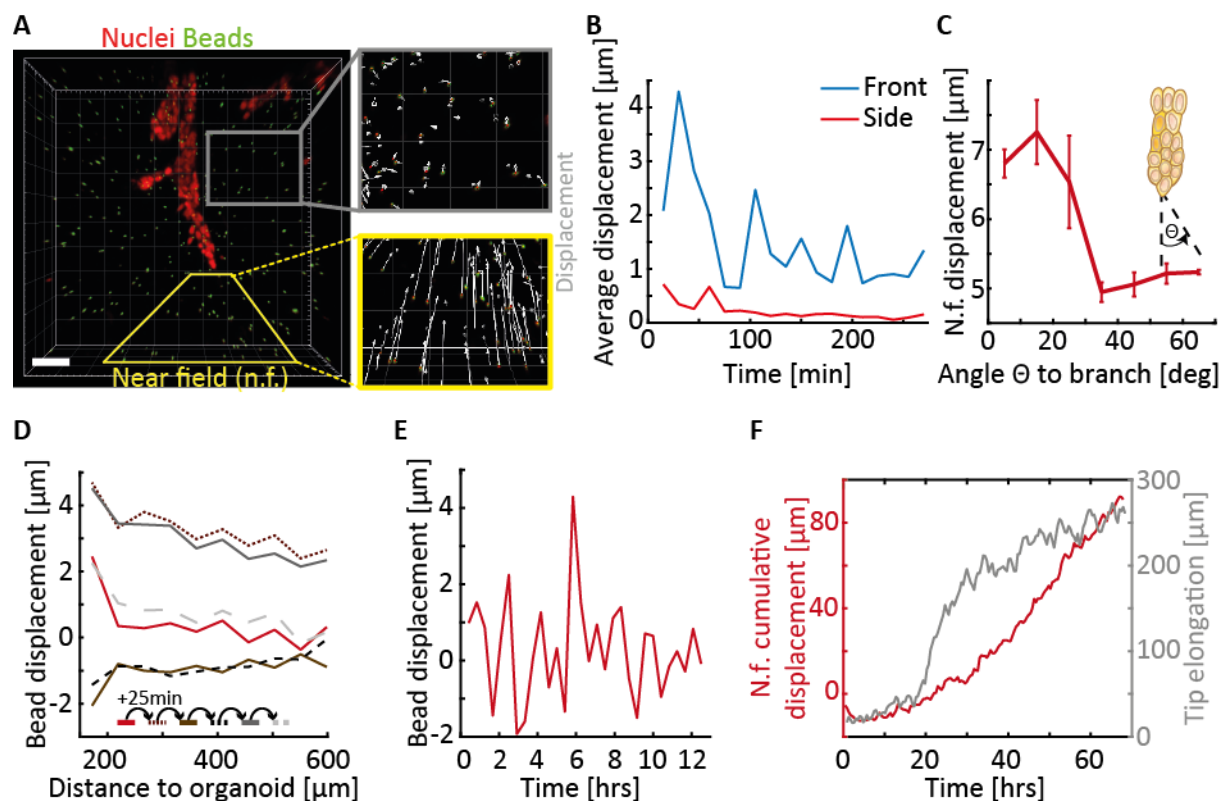 A
Nuclei Beads
Displacement
Near field (n.f.)
B
Average displacement [µm]
4
3
2
1
0
Front
Side
0
100
200
Time [min]
C
N.f. displacement [µm]
7
6
5
Θ
0
20
40
60
Angle Θ to branch [deg]
D
Bead displacement [µm]
4
2
0
-2
+25min
200
400
600
Distance to organoid [µm]
E
Bead displacement [µm]
4
2
0
-2
0
2
4
6
8
10
12
Time [hrs]
F
N.f. cumulative
displacement [µm]
80
40
0
300
200
100
0
Tip elongation [µm]
0
20
40
60
Time [hrs]